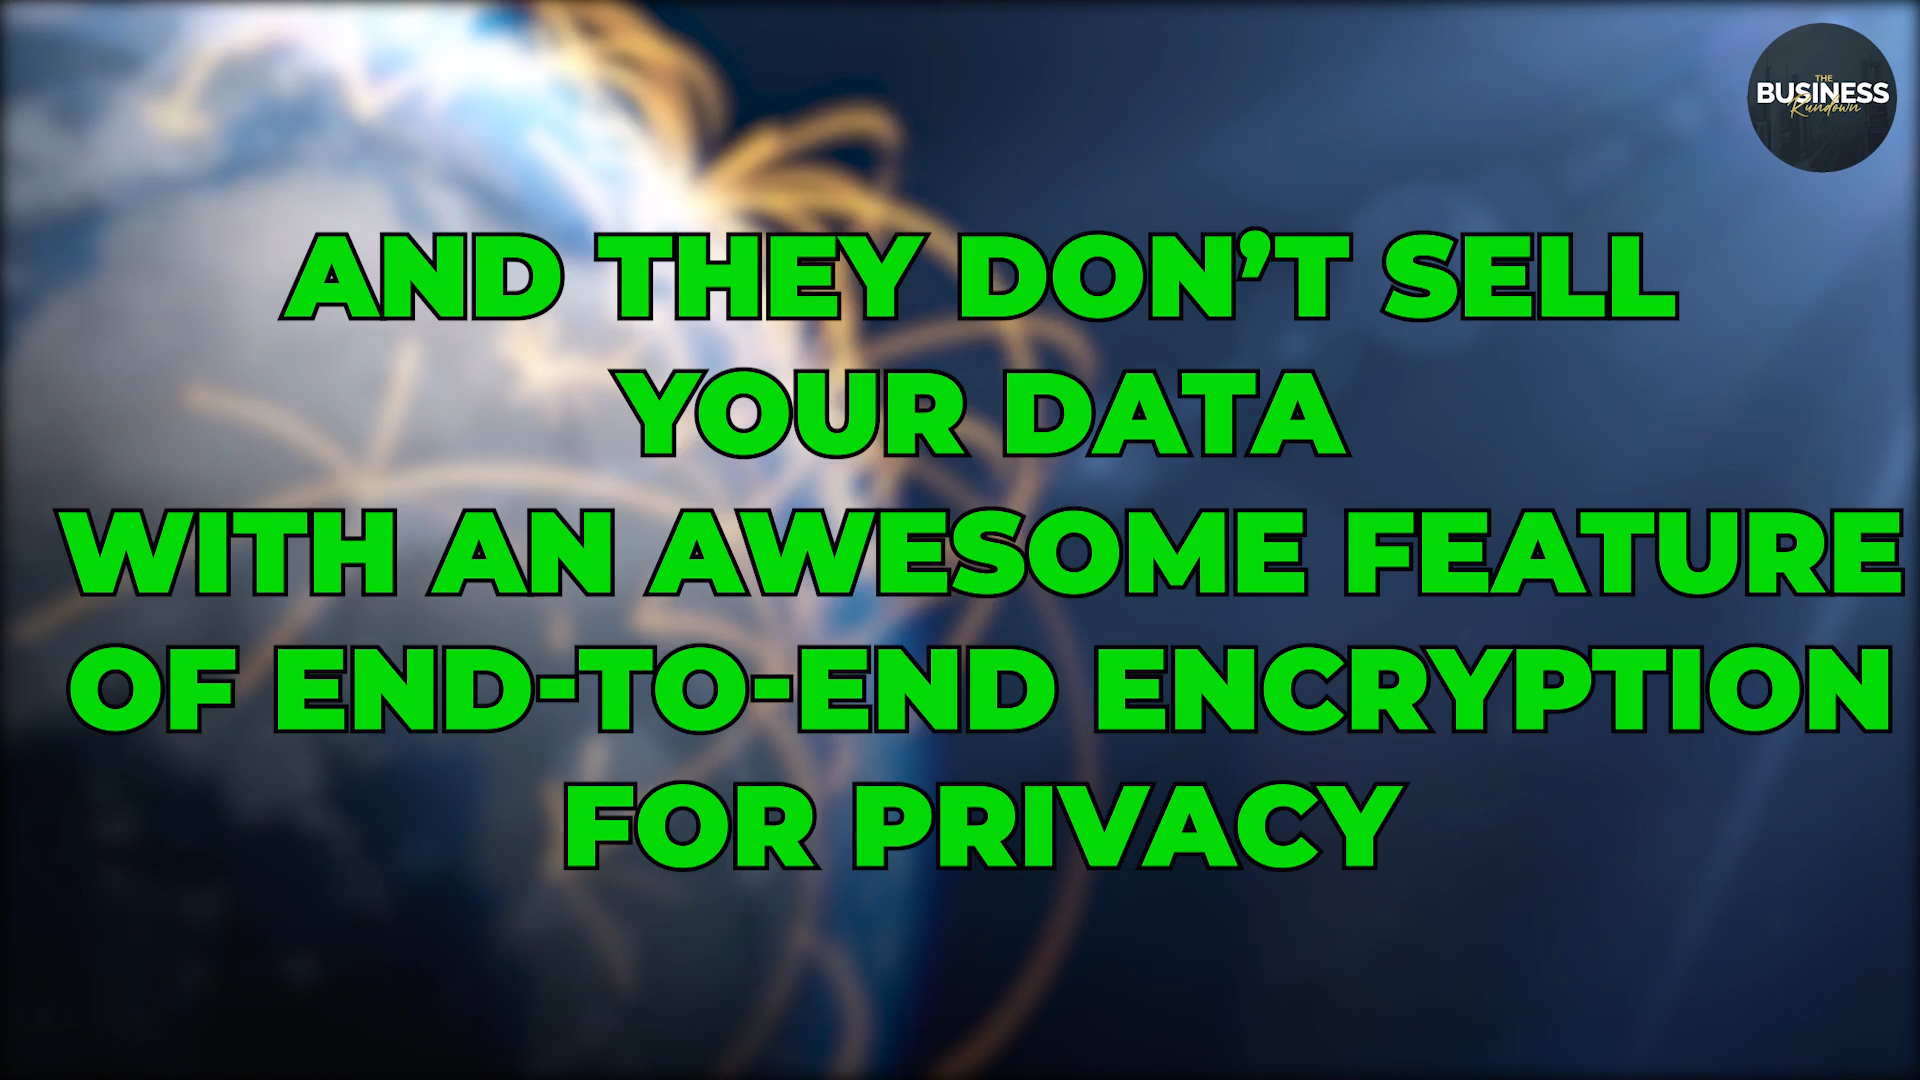 THE
BUSINESS
Rundown
AND THEY DON’T SELL
YOUR DATA
WITH AN AWESOME FEATURE
OF END-TO-END ENCRYPTION
FOR PRIVACY